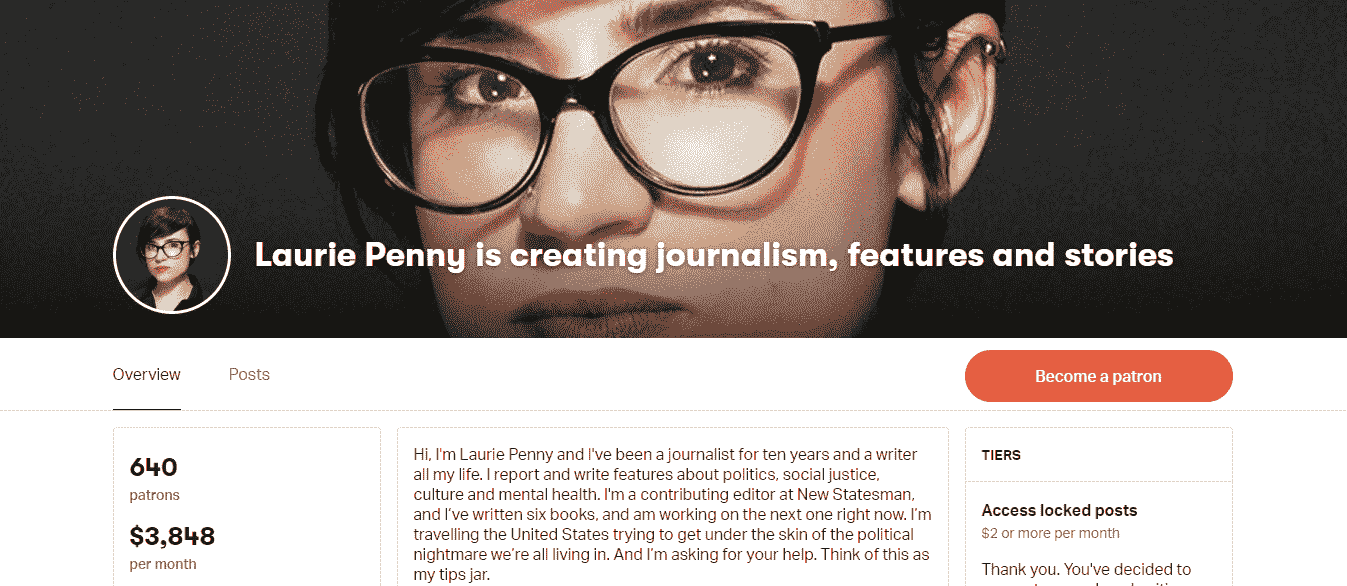 Laurie Penny is creating journalism, features and stories
Overview
Posts
Become a patron
640
patrons
$3,848
per month
Hi, I'm Laurie Penny and I've been a journalist for ten years and a writer
all my life. I report and write features about politics, social justice,
culture and mental health. I'm a contributing editor at New Statesman,
and I've written six books, and am working on the next one right now. I'm
travelling the United States trying to get under the skin of the political
nightmare we're all living in. And I'm asking for your help. Think of this as
my tips jar.
TIERS
Access locked posts
$2 or more per month
Thank you. You've decided to